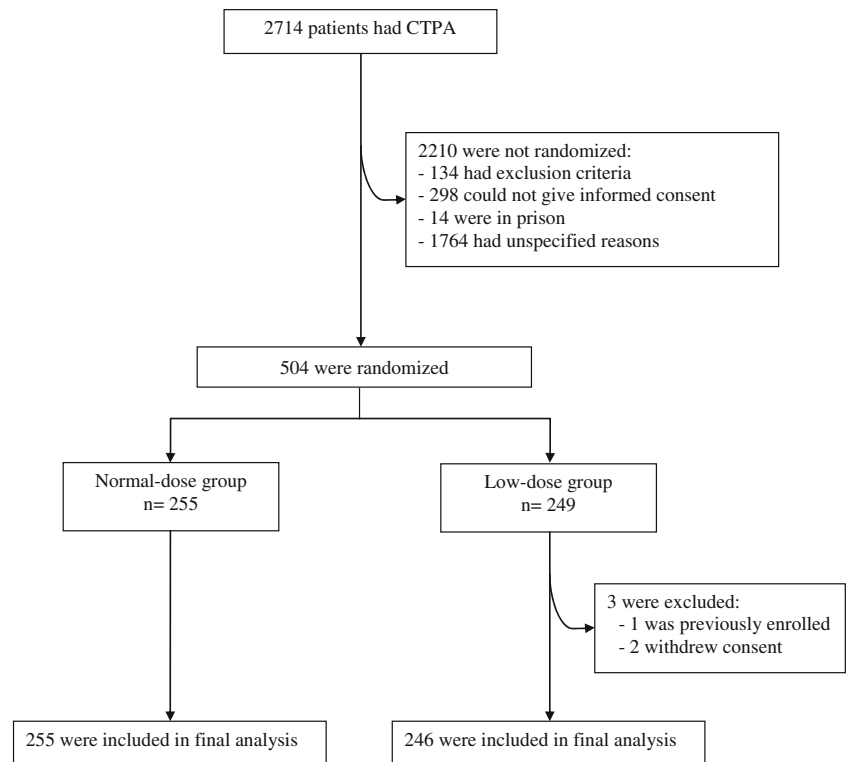 2714 patients had CTPA
2210 were not randomized:
- 134 had exclusion criteria
- 298 could not give informed consent
- 14 were in prison
- 1764 had unspecified reasons
504 were randomized
Normal-dose group
n= 255
Low-dose group
n= 249
3 were excluded:
- 1 was previously enrolled
- 2 withdrew consent
255 were included in final analysis
246 were included in final analysis